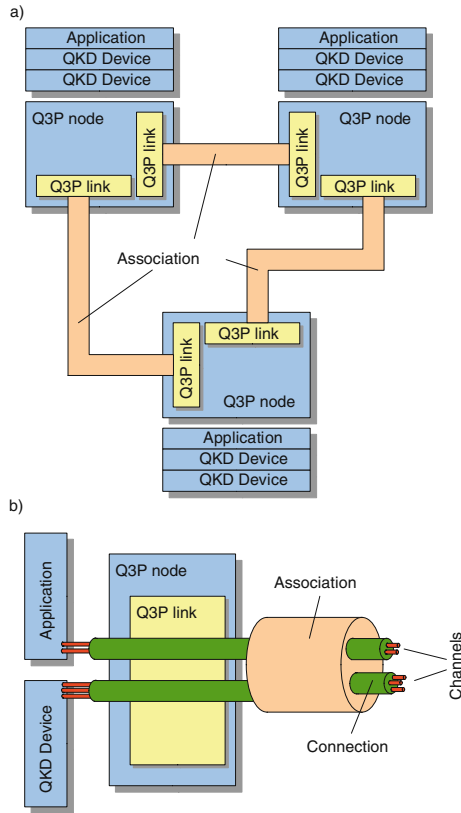 a)
Application
QKD Device
QKD Device
Application
QKD Device
QKD Device
Q3P node
Q3P link
Q3P link
Q3P node
Q3P link
Q3P link
Association
Q3P link
Q3P link
Q3P node
Application
QKD Device
QKD Device
b)
Application
Q3P node
Q3P link
Association
Channels
QKD Device
Connection